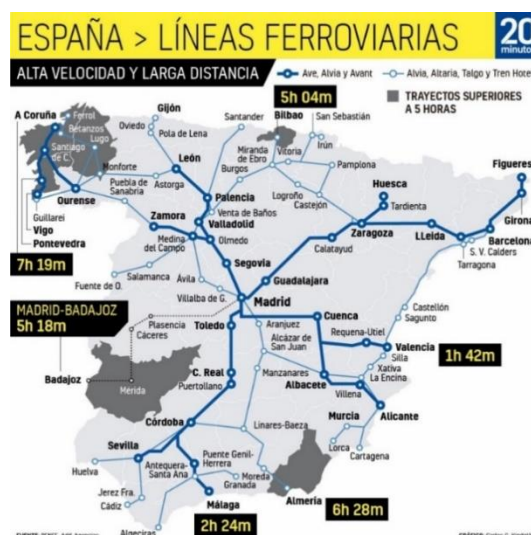 ESPAÑA > LÍNEAS FERROVIARIAS
20
minutos
ALTA VELOCIDAD Y LARGA DISTANCIA
Ave, Alvia y Avant
Alvia, Altaria, Talgo y Tren Hotel
TRAYECTOS SUPERIORES
A 5 HORAS
5h 04m
A Coruña
Ferrol
Betanzos
Lugo
Santiago
de C.
Monforte
Ourense
Guillarei
Vigo
Pontevedra
7h 19m
Gijón
Oviedo
Pola de Lena
León
Astorga
Puebla de
Sanabria
Santander
Bilbao
San Sebastián
Irún
Miranda
de Ebro
Vitoria
Burgos
Pamplona
Logroño
Castejón
Palencia
Venta de Baños
Valladolid
Zamora
Medina
del Campo
Olmedo
Segovia
Salamanca
Fuente de O.
Ávila
Villalba de G.
Huesca
Tardienta
Zaragoza
Calatayud
Guadalajara
Madrid
Figueres
Girona
LLeida
Barcelona
S. V. Calders
Tarragona
Castellón
Sagunto
MADRID-BADAJOZ
5h 18m
Plasencia
Cáceres
Badajoz
Mérida
Toledo
Aranjuez
Alcázar
de San Juan
Manzanares
C. Real
Puertollano
Cuenca
Requena-Utiel
Valencia
1h 42m
Silla
Xativa
La Encina
Albacete
Villena
Alicante
Murcia
Lorca
Cartagena
Córdoba
Linares-Baeza
Sevilla
Huelva
Antequera-
Santa Ana
Puente Genil-
Herrera
Moreda
Granada
Almería
6h 28m
Jerez Fra.
Cádiz
Algeciras
Málaga
2h 24m